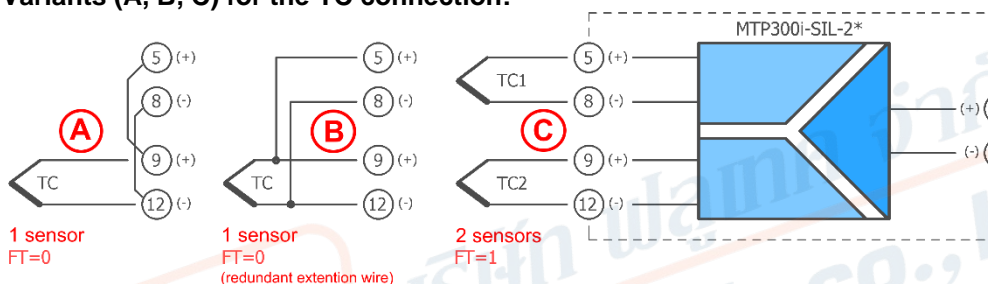 Variants (A, B, C) for the TC connection:
MTP300i-SIL-2*
5 (+)
8 (-)
9 (+)
12 (-)
A
TC
1 sensor
FT=0
5 (+)
8 (-)
9 (+)
12 (-)
B
TC
1 sensor
FT=0
(redundant extention wire)
5 (+)
8 (-)
9 (+)
12 (-)
TC1
C
TC2
2 sensors
FT=1
(+)
(-)
co.,